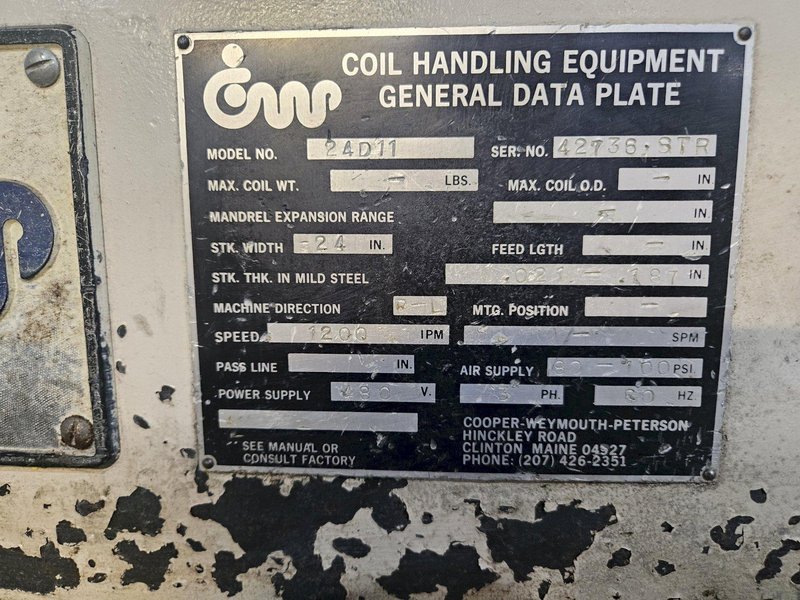 CWP COIL HANDLING EQUIPMENT
GENERAL DATA PLATE
MODEL NO. 24D11 SER. NO. 42736, STR
MAX. COIL WT. - LBS. MAX. COIL O.D. - IN
MANDREL EXPANSION RANGE - IN
STK. WIDTH 24 IN. FEED LGTH - IN
STK. THK. IN MILD STEEL .021 - .187 IN
MACHINE DIRECTION R-L MTG. POSITION -
SPEED 1200 IPM - SPM
PASS LINE IN. AIR SUPPLY 80-100 PSI.
POWER SUPPLY 480 V. PH. 60 HZ
SEE MANUAL OR
CONSULT FACTORY
COOPER-WEYMOUTH-PETERSON
HINCKLEY ROAD
CLINTON MAINE 04927
PHONE: (207) 426-2351